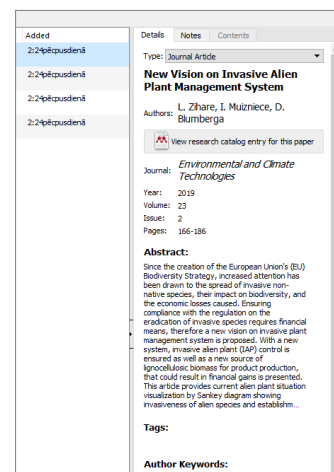 Added
2:24pēcpusdienā
2:24pēcpusdienā
2:24pēcpusdienā
2:24pēcpusdienā
Details Notes Contents
Type: Journal Article
New Vision on Invasive Alien
Plant Management System
Authors: L. Zihare, I. Muizniece, D.
Blumberga
View research catalog entry for this paper
Journal: Environmental and Climate
Technologies
Year: 2019
Volume: 23
Issue: 2
Pages: 166-186
Abstract:
Since the creation of the European Union's (EU)
Biodiversity Strategy, increased attention has
been drawn to the spread of invasive non-
native species, their impact on biodiversity, and
the economic losses caused. Ensuring
compliance with the regulation on the
eradication of invasive species requires financial
means, therefore a new vision on invasive plant
management system is proposed. With a new
system, invasive alien plant (IAP) control is
ensured as well as a new source of
lignocellulosic biomass for product production,
that could result in financial gains is presented.
This article provides current alien plant situation
visualization by Sankey diagram showing
invasiveness of alien species and establishm...
Tags:
Author Keywords: